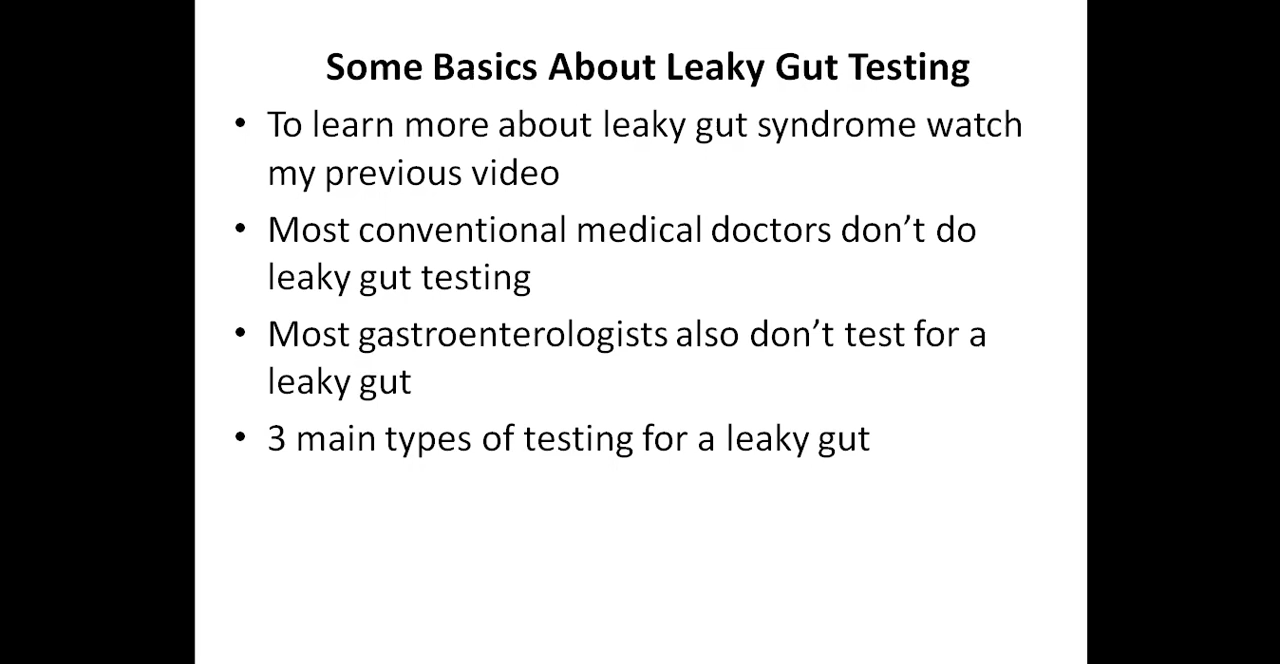 Some Basics About Leaky Gut Testing
• To learn more about leaky gut syndrome watch
my previous video
• Most conventional medical doctors don’t do
leaky gut testing
• Most gastroenterologists also don’t test for a
leaky gut
• 3 main types of testing for a leaky gut